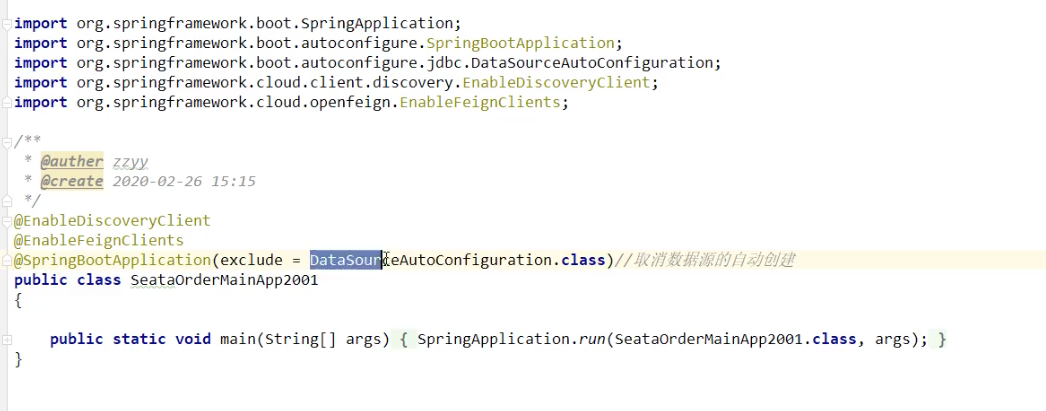 import org.springframework.boot.SpringApplication;
import org.springframework.boot.autoconfigure.SpringBootApplication;
import org.springframework.boot.autoconfigure.jdbc.DataSourceAutoConfiguration;
import org.springframework.cloud.client.discovery.EnableDiscoveryClient;
import org.springframework.cloud.openfeign.EnableFeignClients;
/**
* @auther zzyy
* @create 2020-02-26 15:15
*/
@EnableDiscoveryClient
@EnableFeignClients
@SpringBootApplication(exclude = DataSourceAutoConfiguration.class)//取消数据源的自动创建
public class SeataOrderMainApp2001
{
public static void main(String[] args) { SpringApplication.run(SeataOrderMainApp2001.class, args); }
}